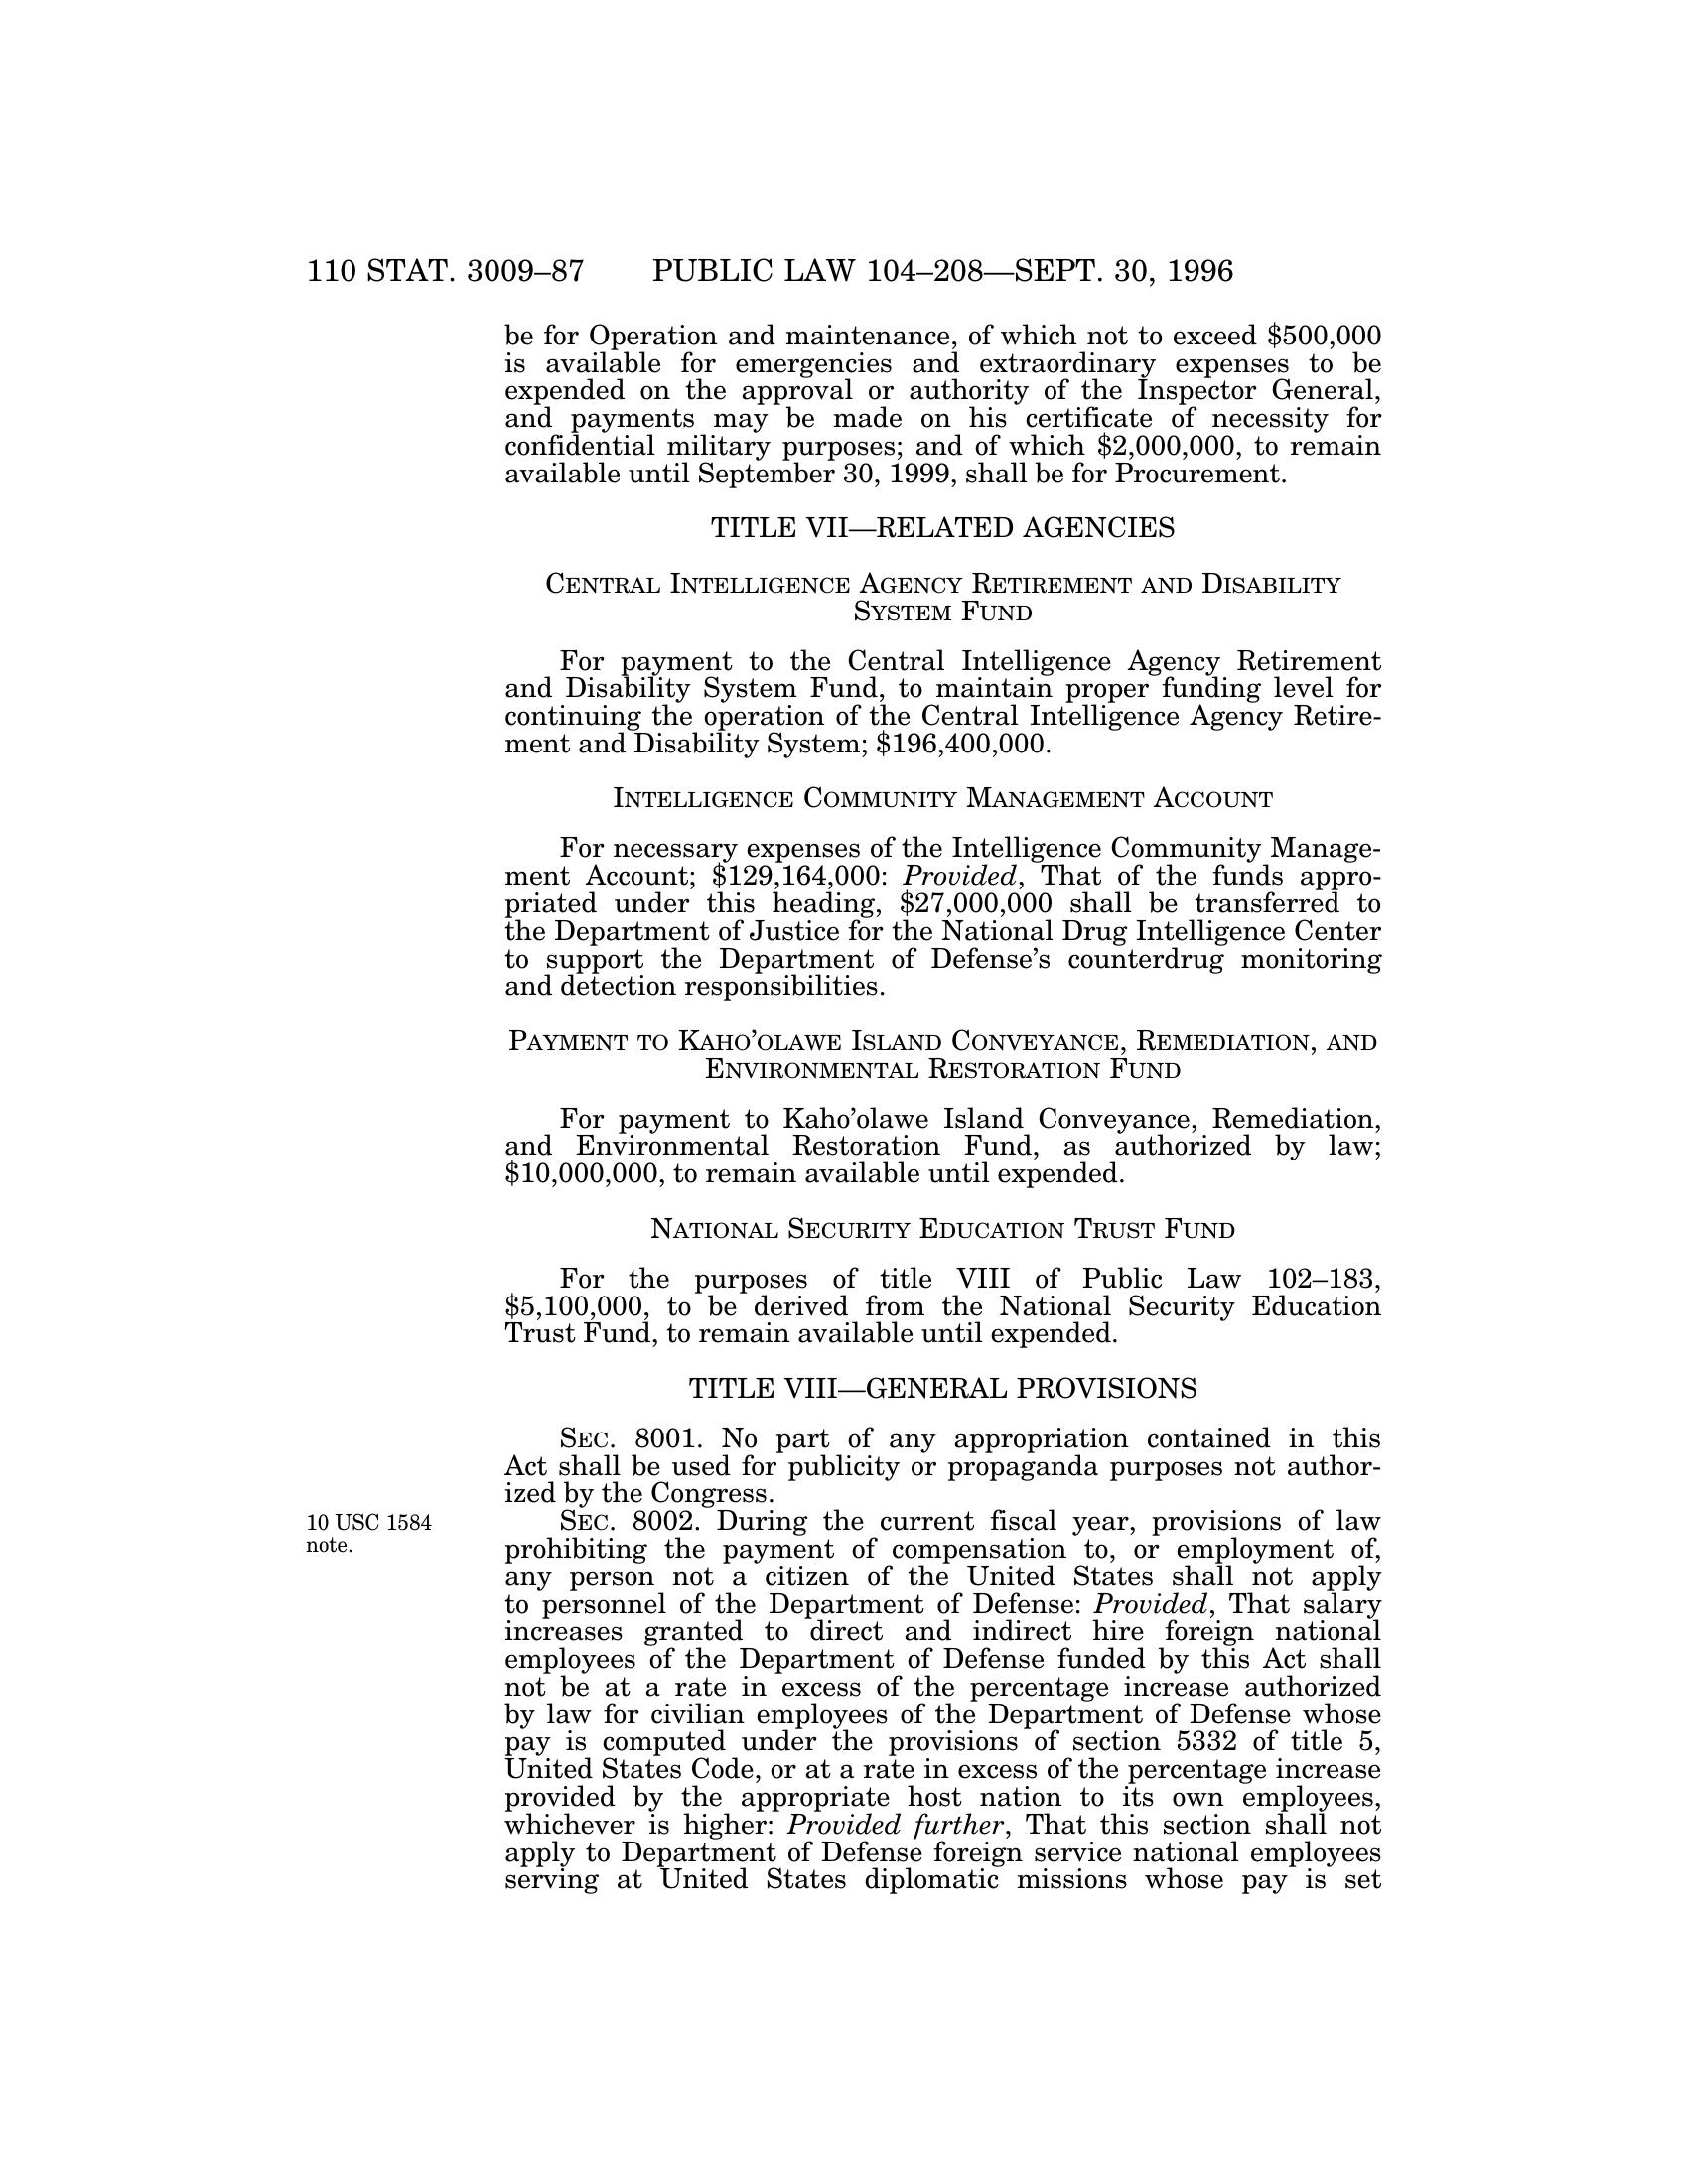 110 STAT. 3009–87 PUBLIC LAW 104–208—SEPT. 30, 1996
be for Operation and maintenance, of which not to exceed $500,000
is available for emergencies and extraordinary expenses to be
expended on the approval or authority of the Inspector General,
and payments may be made on his certificate of necessity for
confidential military purposes; and of which $2,000,000, to remain
available until September 30, 1999, shall be for Procurement.
TITLE VII—RELATED AGENCIES
CENTRAL INTELLIGENCE AGENCY RETIREMENT AND DISABILITY
SYSTEM FUND
For payment to the Central Intelligence Agency Retirement
and Disability System Fund, to maintain proper funding level for
continuing the operation of the Central Intelligence Agency Retire-
ment and Disability System; $196,400,000.
INTELLIGENCE COMMUNITY MANAGEMENT ACCOUNT
For necessary expenses of the Intelligence Community Manage-
ment Account; $129,164,000: Provided, That of the funds appro-
priated under this heading, $27,000,000 shall be transferred to
the Department of Justice for the National Drug Intelligence Center
to support the Department of Defense’s counterdrug monitoring
and detection responsibilities.
PAYMENT TO KAHO’OLAWE ISLAND CONVEYANCE, REMEDIATION, AND
ENVIRONMENTAL RESTORATION FUND
For payment to Kaho’olawe Island Conveyance, Remediation,
and Environmental Restoration Fund, as authorized by law;
$10,000,000, to remain available until expended.
NATIONAL SECURITY EDUCATION TRUST FUND
For the purposes of title VIII of Public Law 102–183,
$5,100,000, to be derived from the National Security Education
Trust Fund, to remain available until expended.
TITLE VIII—GENERAL PROVISIONS
SEC. 8001. No part of any appropriation contained in this
Act shall be used for publicity or propaganda purposes not author-
ized by the Congress.
10 USC 1584
note.
SEC. 8002. During the current fiscal year, provisions of law
prohibiting the payment of compensation to, or employment of,
any person not a citizen of the United States shall not apply
to personnel of the Department of Defense: Provided, That salary
increases granted to direct and indirect hire foreign national
employees of the Department of Defense funded by this Act shall
not be at a rate in excess of the percentage increase authorized
by law for civilian employees of the Department of Defense whose
pay is computed under the provisions of section 5332 of title 5,
United States Code, or at a rate in excess of the percentage increase
provided by the appropriate host nation to its own employees,
whichever is higher: Provided further, That this section shall not
apply to Department of Defense foreign service national employees
serving at United States diplomatic missions whose pay is set